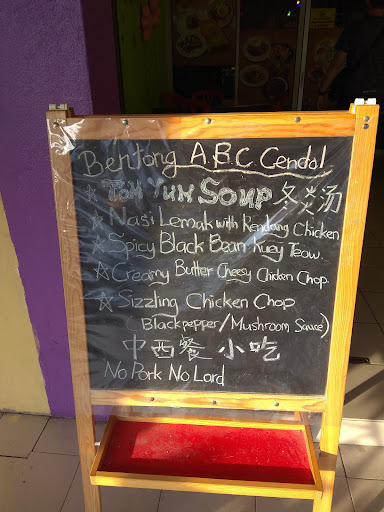 Bentong A.B.C Cendol
Tom Yum Soup 冬炎汤
Nasi Lemak with Rendang Chicken
Spicy Black Bean Kuey Teow.
Creamy Butter Cheesy Chicken Chop.
Sizzling Chicken Chop
(Blackpepper/Mushroom Sauce)
中西餐 小吃
No Pork No Lard